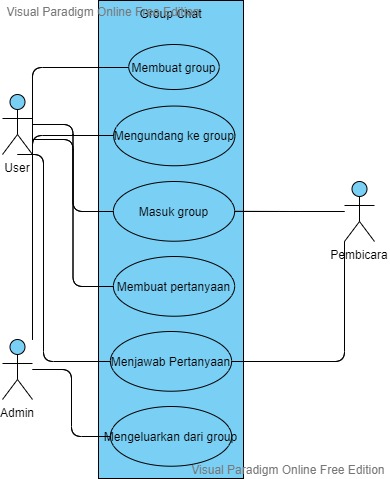 Visual Paradigm Online Free Edition
Group Chat
Membuat group
Mengundang ke group
User
Masuk group
Pembicara
Membuat pertanyaan
Menjawab Pertanyaan
Admin
Mengeluarkan dari group
Visual Paradigm Online Free Edition